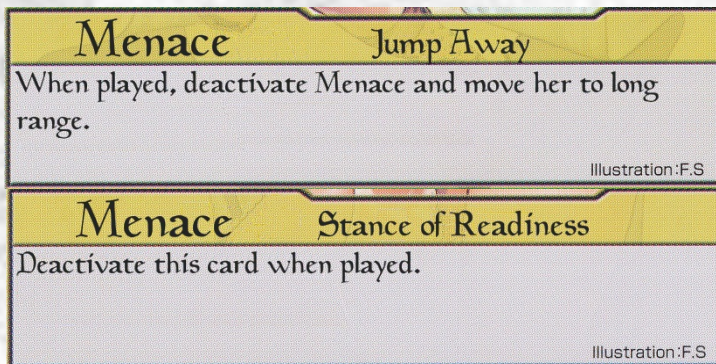 Menace Jump Away
When played, deactivate Menace and move her to long
range.
Illustration:F.S
Menace Stance of Readiness
Deactivate this card when played.
Illustration:F.S